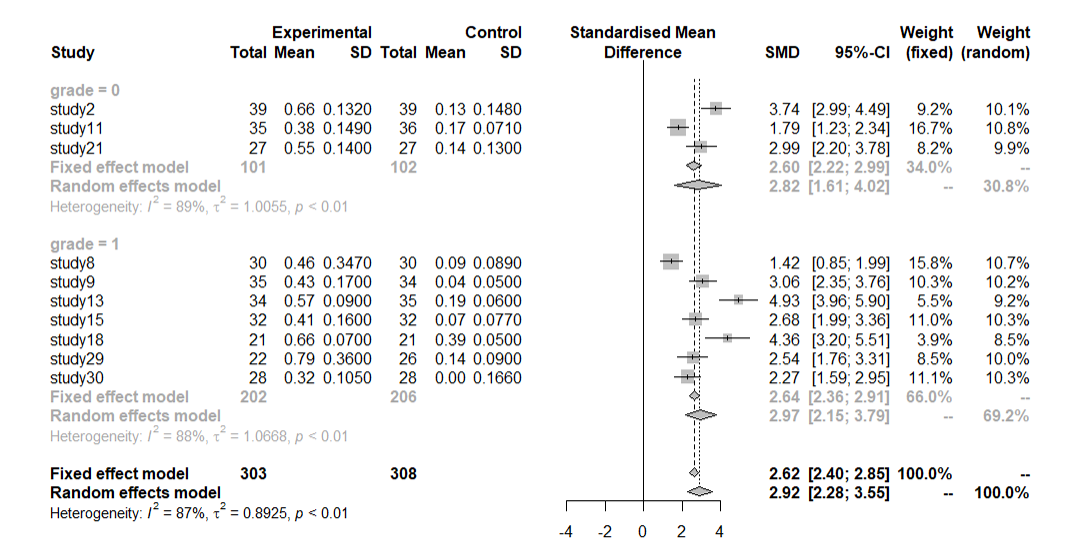 Experimental Control Standardised Mean Weight Weight
Study Total Mean SD Total Mean SD Difference SMD 95%-CI (fixed) (random)
grade = 0
study2 39 0.66 0.1320 39 0.13 0.1480 3.74 [2.99; 4.49] 9.2% 10.1%
study11 35 0.38 0.1490 36 0.17 0.0710 1.79 [1.23; 2.34] 16.7% 10.8%
study21 27 0.55 0.1400 27 0.14 0.1300 2.99 [2.20; 3.78] 8.2% 9.9%
Fixed effect model 101 102 2.60 [2.22; 2.99] 34.0% --
Random effects model 2.82 [1.61; 4.02] -- 30.8%
Heterogeneity: I² = 89%, τ² = 1.0055, p < 0.01
grade = 1
study8 30 0.46 0.3470 30 0.09 0.0890 1.42 [0.85; 1.99] 15.8% 10.7%
study9 35 0.43 0.1700 34 0.04 0.0500 3.06 [2.35; 3.76] 10.3% 10.2%
study13 34 0.57 0.0900 35 0.19 0.0600 4.93 [3.96; 5.90] 5.5% 9.2%
study15 32 0.41 0.1600 32 0.07 0.0770 2.68 [1.99; 3.36] 11.0% 10.3%
study18 21 0.66 0.0700 21 0.39 0.0500 4.36 [3.20; 5.51] 3.9% 8.5%
study29 22 0.79 0.3600 26 0.14 0.0900 2.54 [1.76; 3.31] 8.5% 10.0%
study30 28 0.32 0.1050 28 0.00 0.1660 2.27 [1.59; 2.95] 11.1% 10.3%
Fixed effect model 202 206 2.64 [2.36; 2.91] 66.0% --
Random effects model 2.97 [2.15; 3.79] -- 69.2%
Heterogeneity: I² = 88%, τ² = 1.0668, p < 0.01
Fixed effect model 303 308 2.62 [2.40; 2.85] 100.0% --
Random effects model 2.92 [2.28; 3.55] -- 100.0%
Heterogeneity: I² = 87%, τ² = 0.8925, p < 0.01
-4 -2 0 2 4